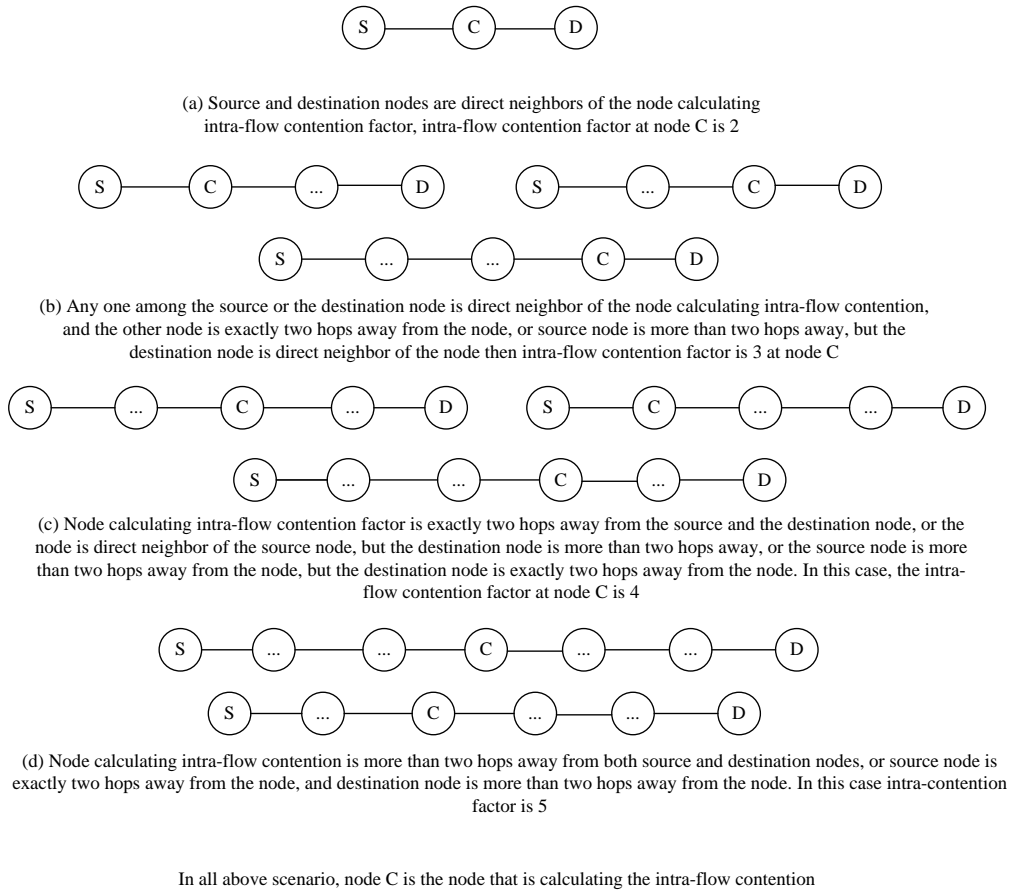 S C D
(a) Source and destination nodes are direct neighbors of the node calculating
intra-flow contention factor, intra-flow contention factor at node C is 2
S C ... D S ... C D
S ... ... C D
(b) Any one among the source or the destination node is direct neighbor of the node calculating intra-flow contention,
and the other node is exactly two hops away from the node, or source node is more than two hops away, but the
destination node is direct neighbor of the node then intra-flow contention factor is 3 at node C
S ... C ... D S C ... ... D
S ... ... C ... D
(c) Node calculating intra-flow contention factor is exactly two hops away from the source and the destination node, or the
node is direct neighbor of the source node, but the destination node is more than two hops away, or the source node is more
than two hops away from the node, but the destination node is exactly two hops away from the node. In this case, the intra-
flow contention factor at node C is 4
S ... ... C ... ... D
S ... C ... ... D
(d) Node calculating intra-flow contention is more than two hops away from both source and destination nodes, or source node is
exactly two hops away from the node, and destination node is more than two hops away from the node. In this case intra-contention
factor is 5
In all above scenario, node C is the node that is calculating the intra-flow contention